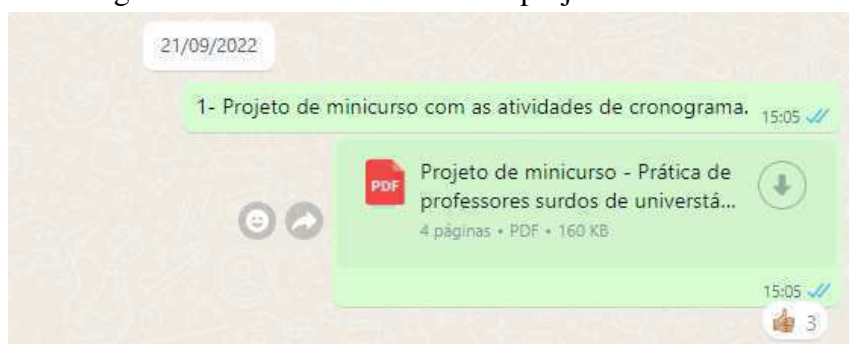 21/09/2022
1- Projeto de minicurso com as atividades de cronograma. 15:05
PDF
Projeto de minicurso - Prática de
professores surdos de universtá...
4 páginas • PDF • 160 KB
15:05
3